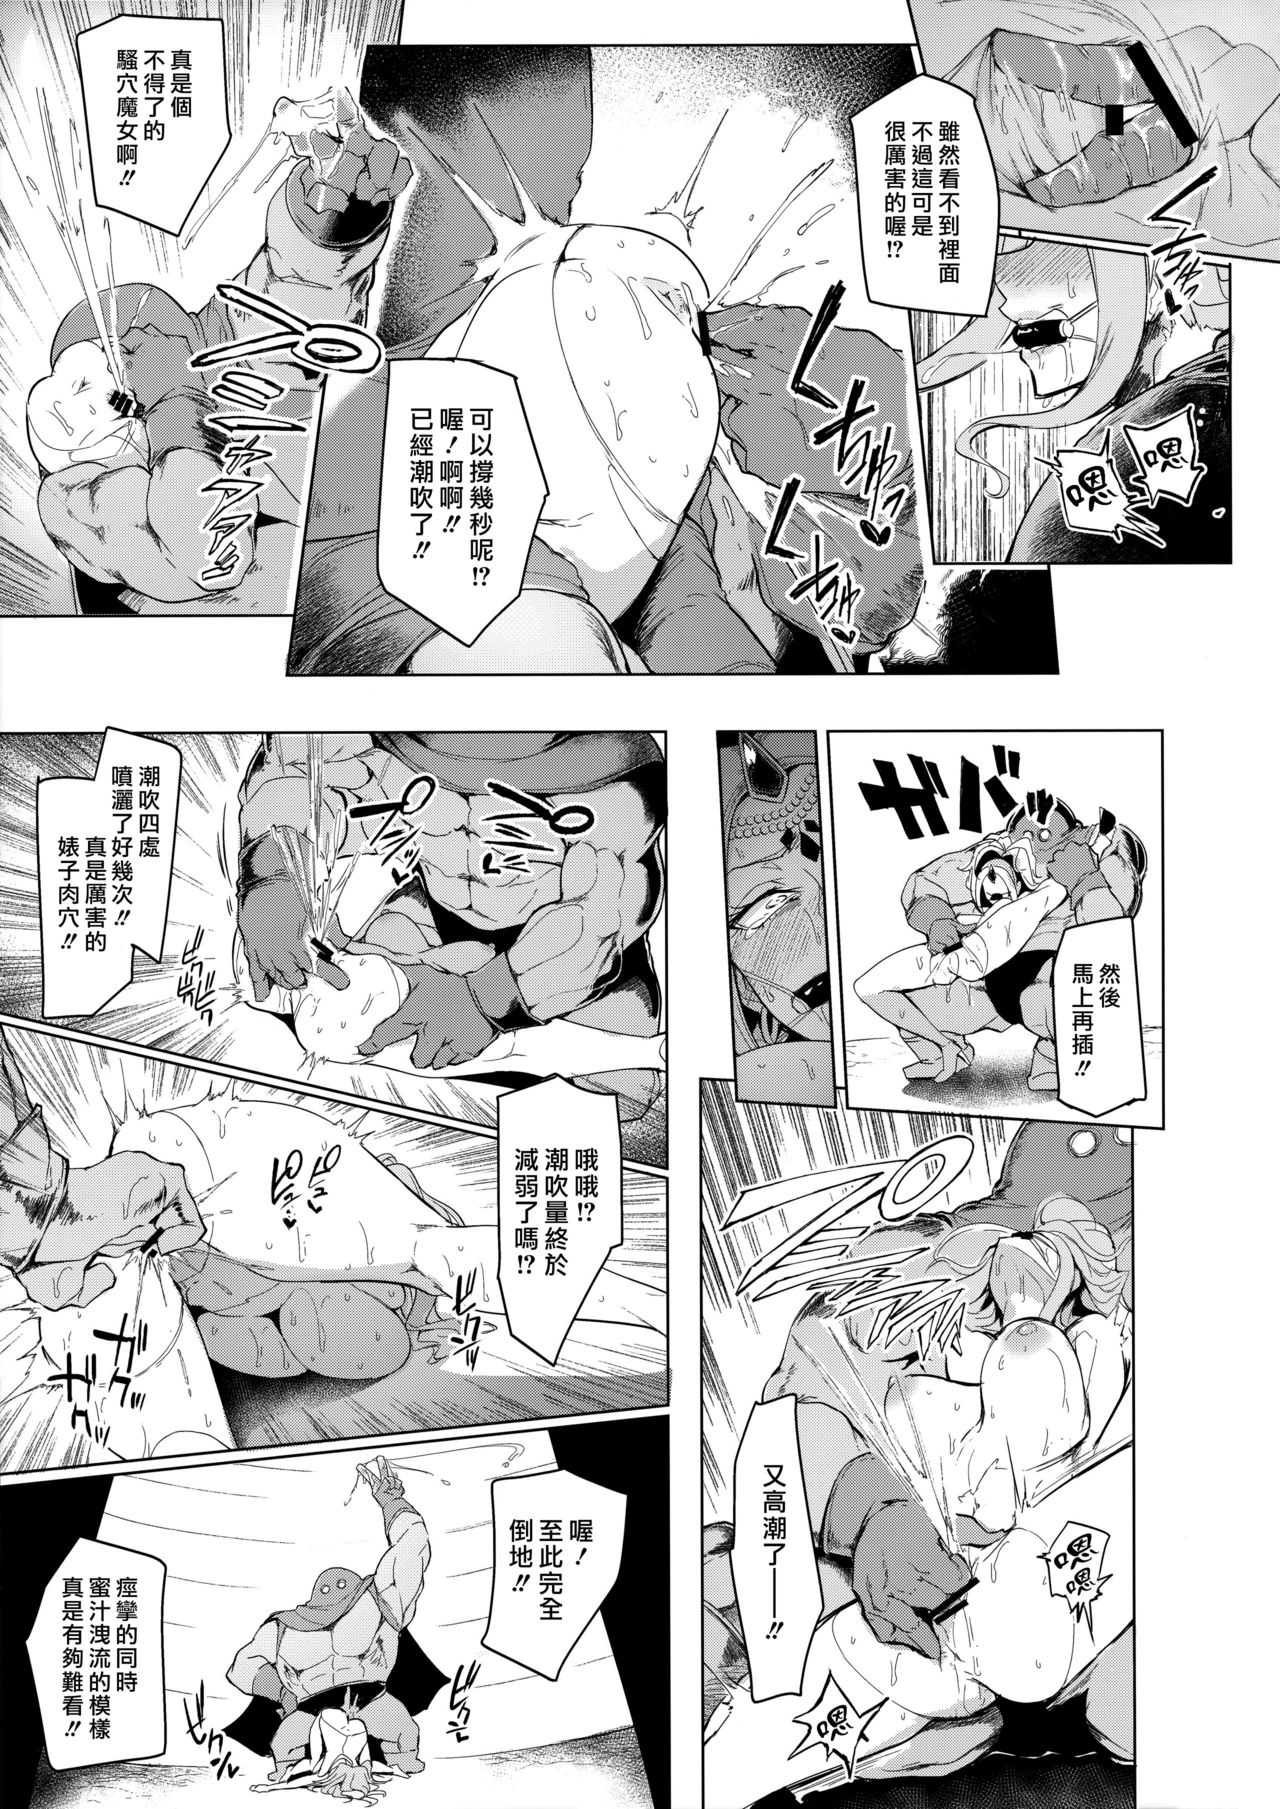 雖然看不到裡面
不過這可是
很厲害的喔!?
嗯
嗯
可以撐幾秒呢!?
喔!啊啊!!
已經潮吹了!!
真是個
不得了的
騷穴魔女啊!!
ガバ
然後
馬上再插!!
又高潮了——!!
嗯嗯
嗯
潮吹四處
噴灑了好幾次!!
真是厲害的
婊子肉穴!!
哦哦!?
潮吹量終於
減弱了嗎!?
喔!
至此完全
倒地!!
痙攣的同時
蜜汁洩流的模樣
真是有夠難看!!